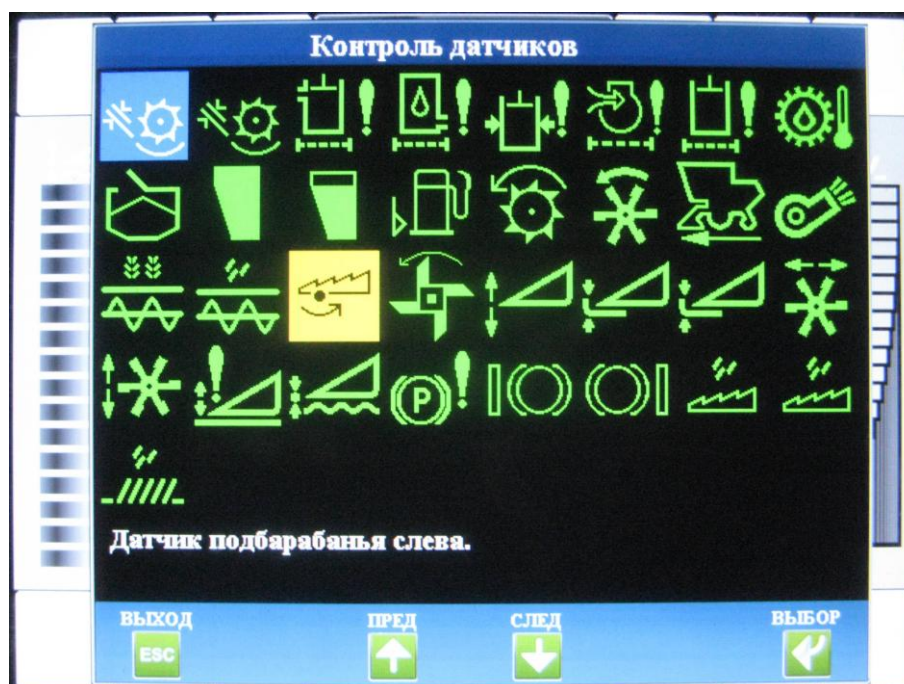 Контроль датчиков
P
Датчик подбарабанья слева.
ВЫХОД
ПРЕД
СЛЕД
ВЫБОР
ESC